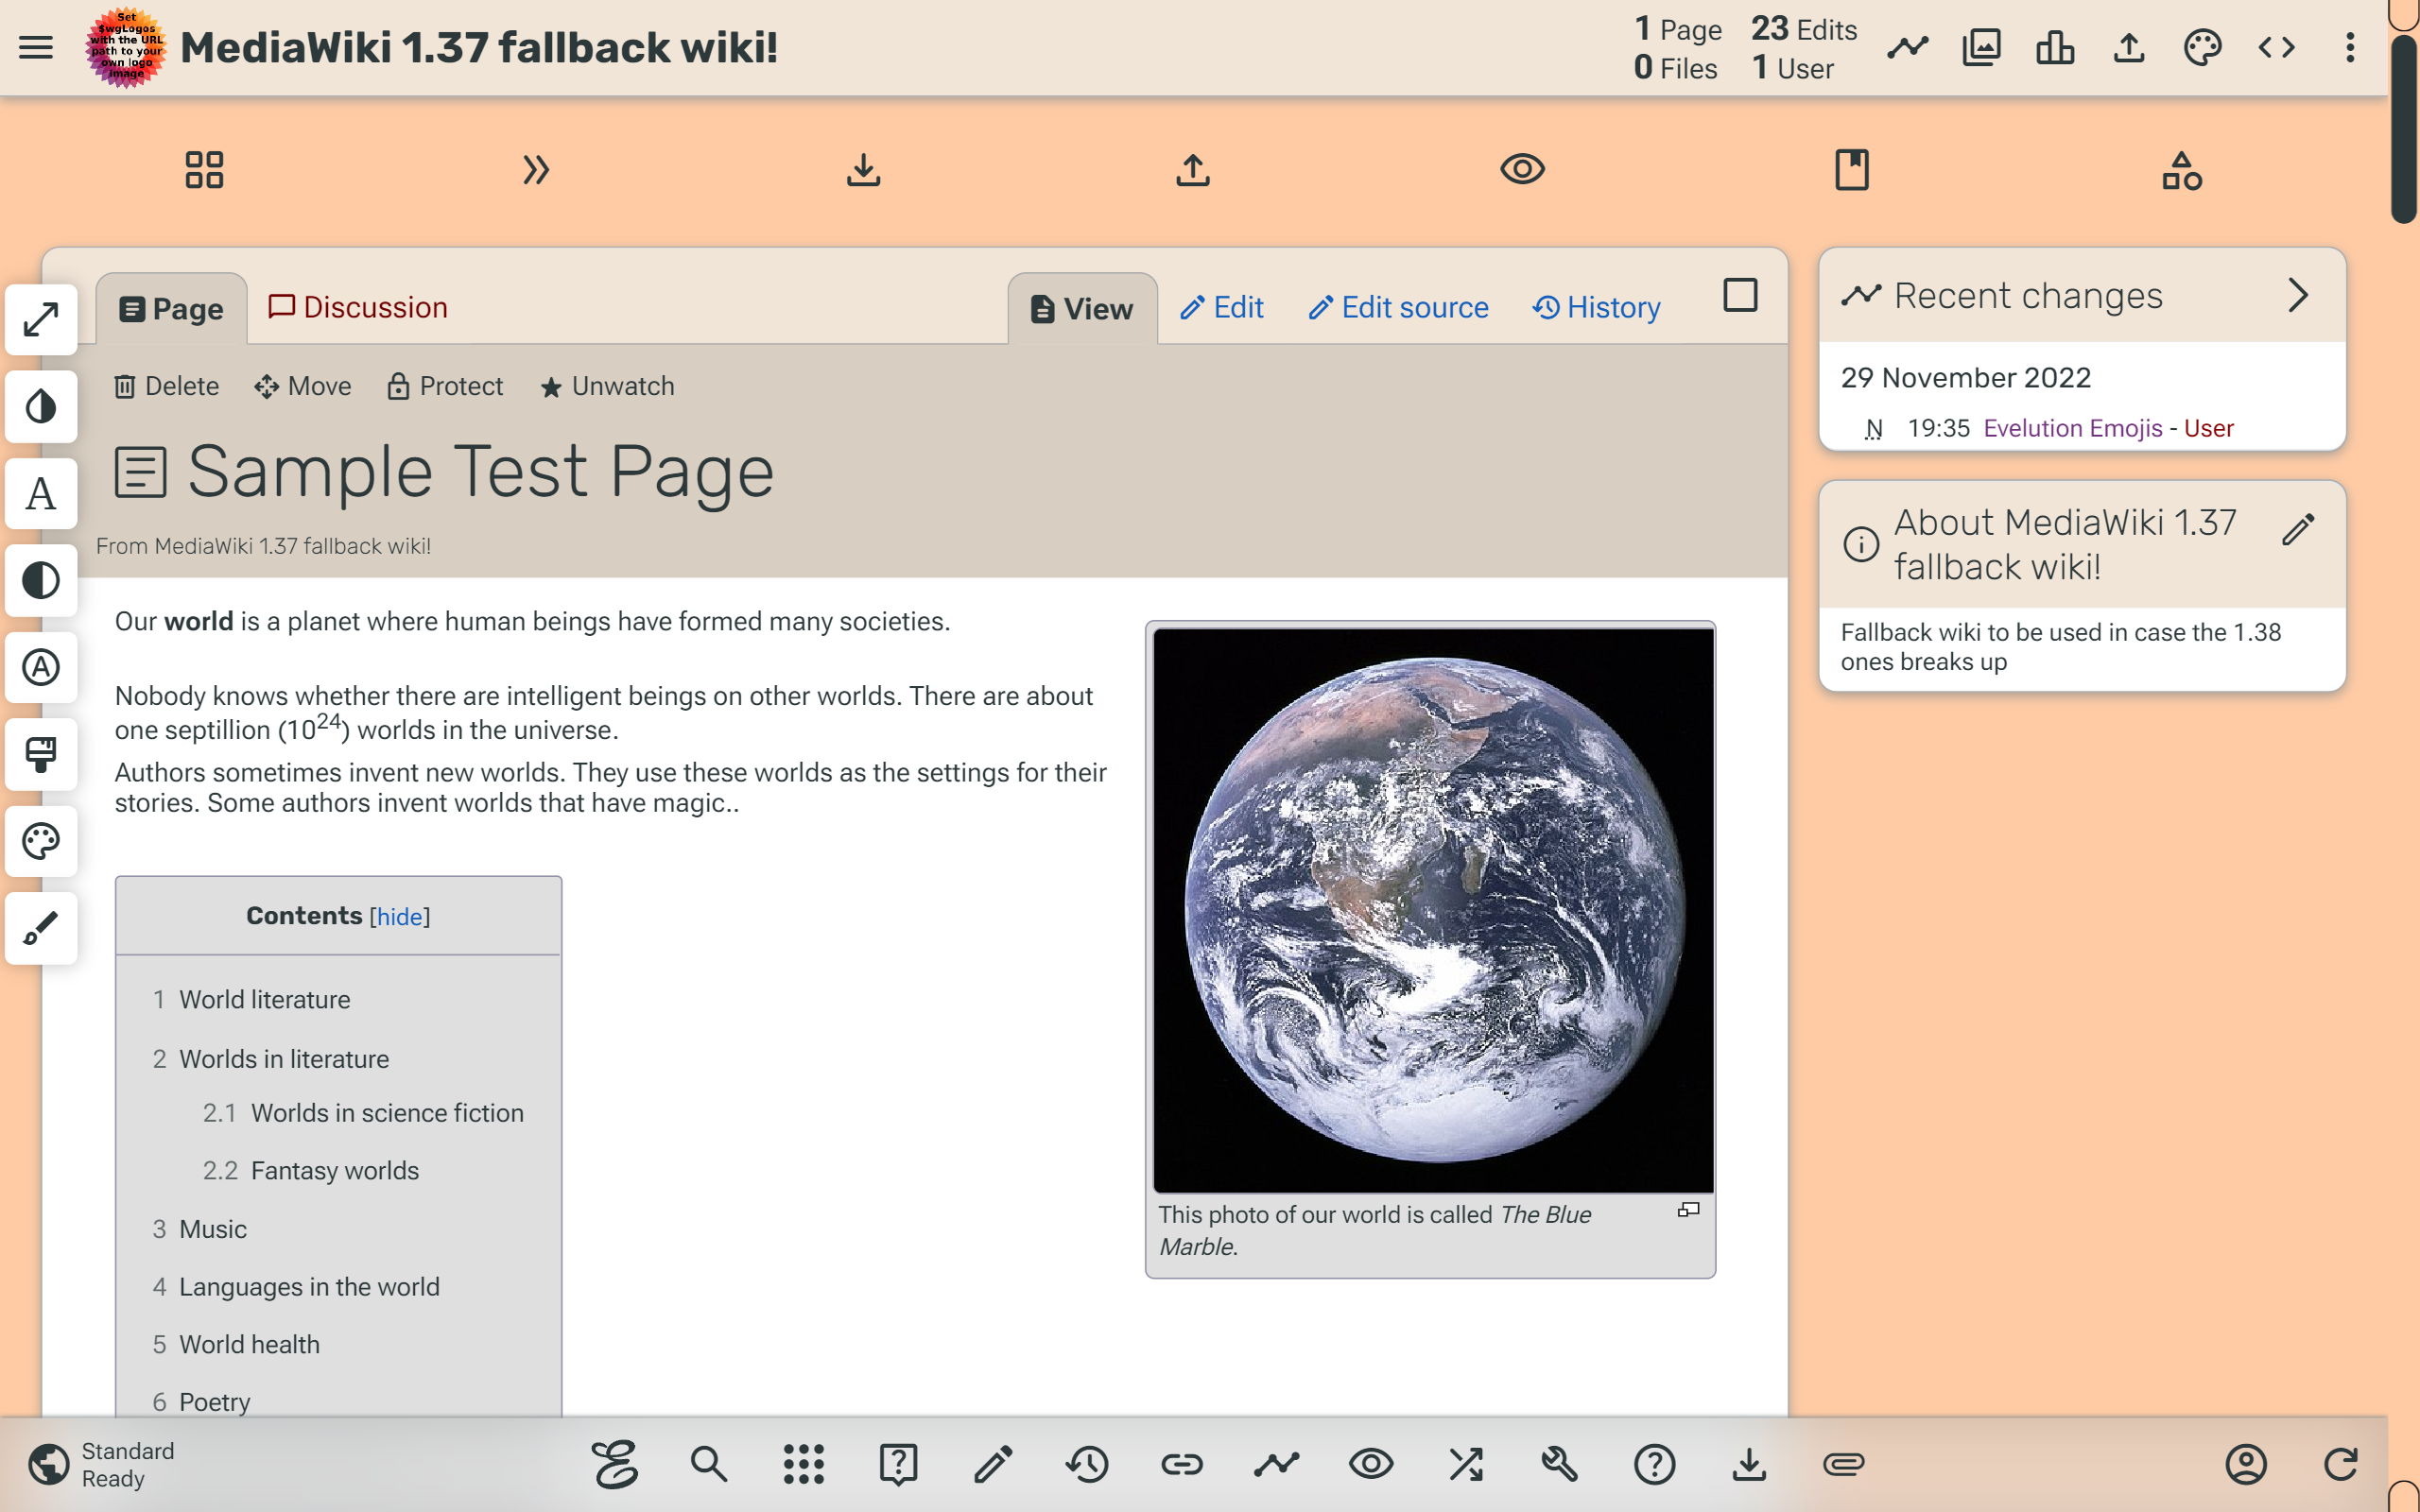 Set
$wgLogos
with the URL
path to your
own logo
image
MediaWiki 1.37 fallback wiki!
1 Page 23 Edits
0 Files 1 User
Page
Discussion
View
Edit
Edit source
History
Delete
Move
Protect
Unwatch
Sample Test Page
From MediaWiki 1.37 fallback wiki!
Our world is a planet where human beings have formed many societies.
Nobody knows whether there are intelligent beings on other worlds. There are about
one septillion (10²⁴) worlds in the universe.
Authors sometimes invent new worlds. They use these worlds as the settings for their
stories. Some authors invent worlds that have magic..
Contents [hide]
1 World literature
2 Worlds in literature
2.1 Worlds in science fiction
2.2 Fantasy worlds
3 Music
4 Languages in the world
5 World health
6 Poetry
This photo of our world is called The Blue
Marble.
Recent changes
29 November 2022
N 19:35 Evelution Emojis - User
About MediaWiki 1.37
fallback wiki!
Fallback wiki to be used in case the 1.38
ones breaks up
A
A
Standard
Ready